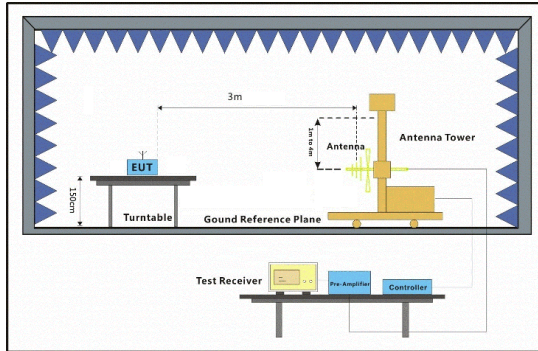 3m
1m to 4m
Antenna
Antenna Tower
EUT
150cm
Turntable
Gound Reference Plane
Test Receiver
Pre-Amplifier
Controller